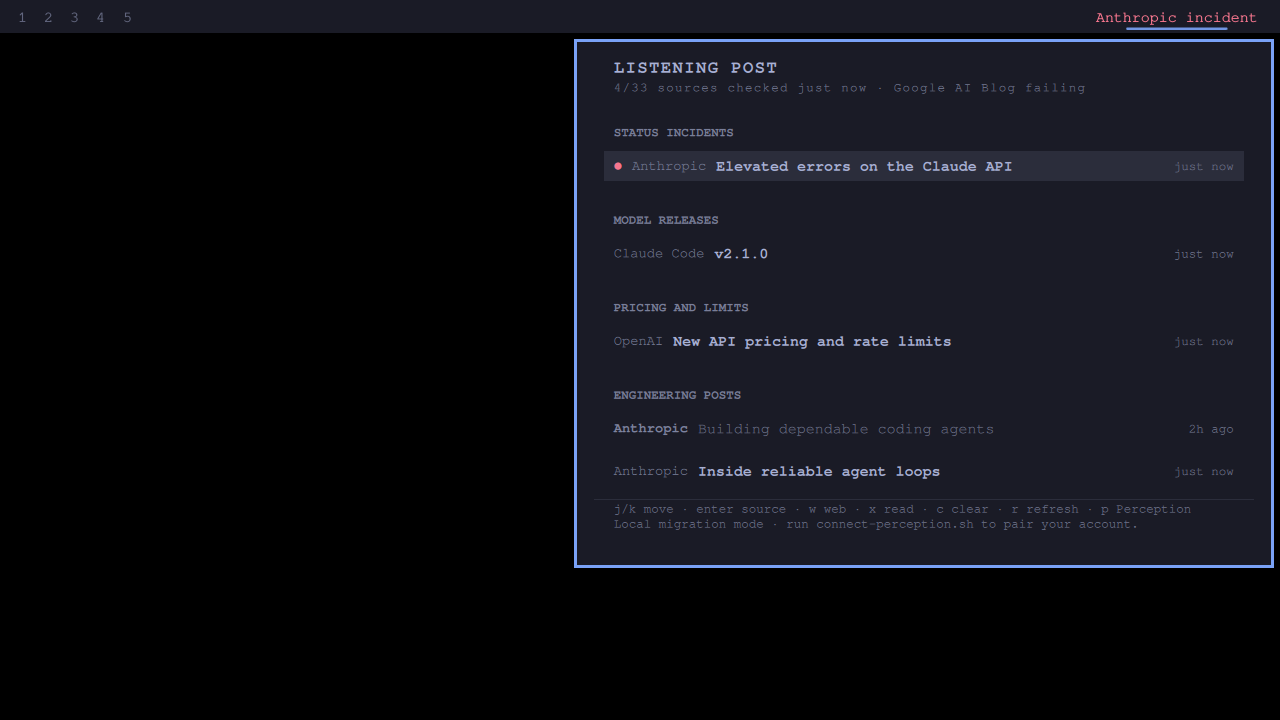 1 2 3 4 5
Anthropic incident
LISTENING POST
4/33 sources checked just now · Google AI Blog failing
STATUS INCIDENTS
Anthropic Elevated errors on the Claude API just now
MODEL RELEASES
Claude Code v2.1.0 just now
PRICING AND LIMITS
OpenAI New API pricing and rate limits just now
ENGINEERING POSTS
Anthropic Building dependable coding agents 2h ago
Anthropic Inside reliable agent loops just now
j/k move · enter source · w web · x read · c clear · r refresh · p Perception
Local migration mode · run connect-perception.sh to pair your account.